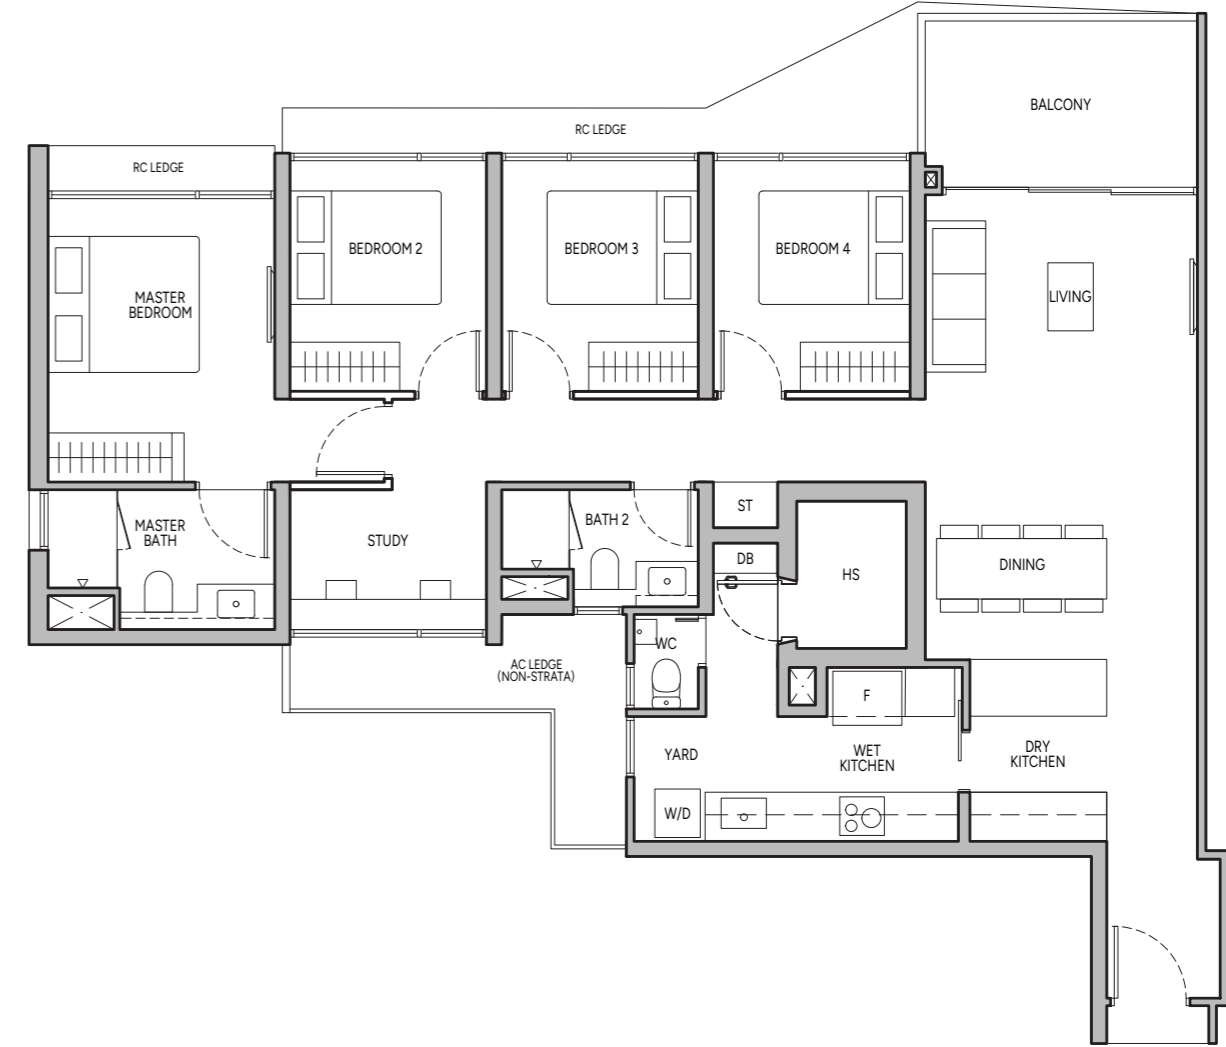 BALCONY
RC LEDGE
RC LEDGE
BEDROOM 2
BEDROOM 3
BEDROOM 4
MASTER
BEDROOM
LIVING
ST
MASTER
BATH
BATH 2
STUDY
DB
HS
DINING
WC
AC LEDGE
(NON-STRATA)
F
YARD
WET
KITCHEN
DRY
KITCHEN
W/D